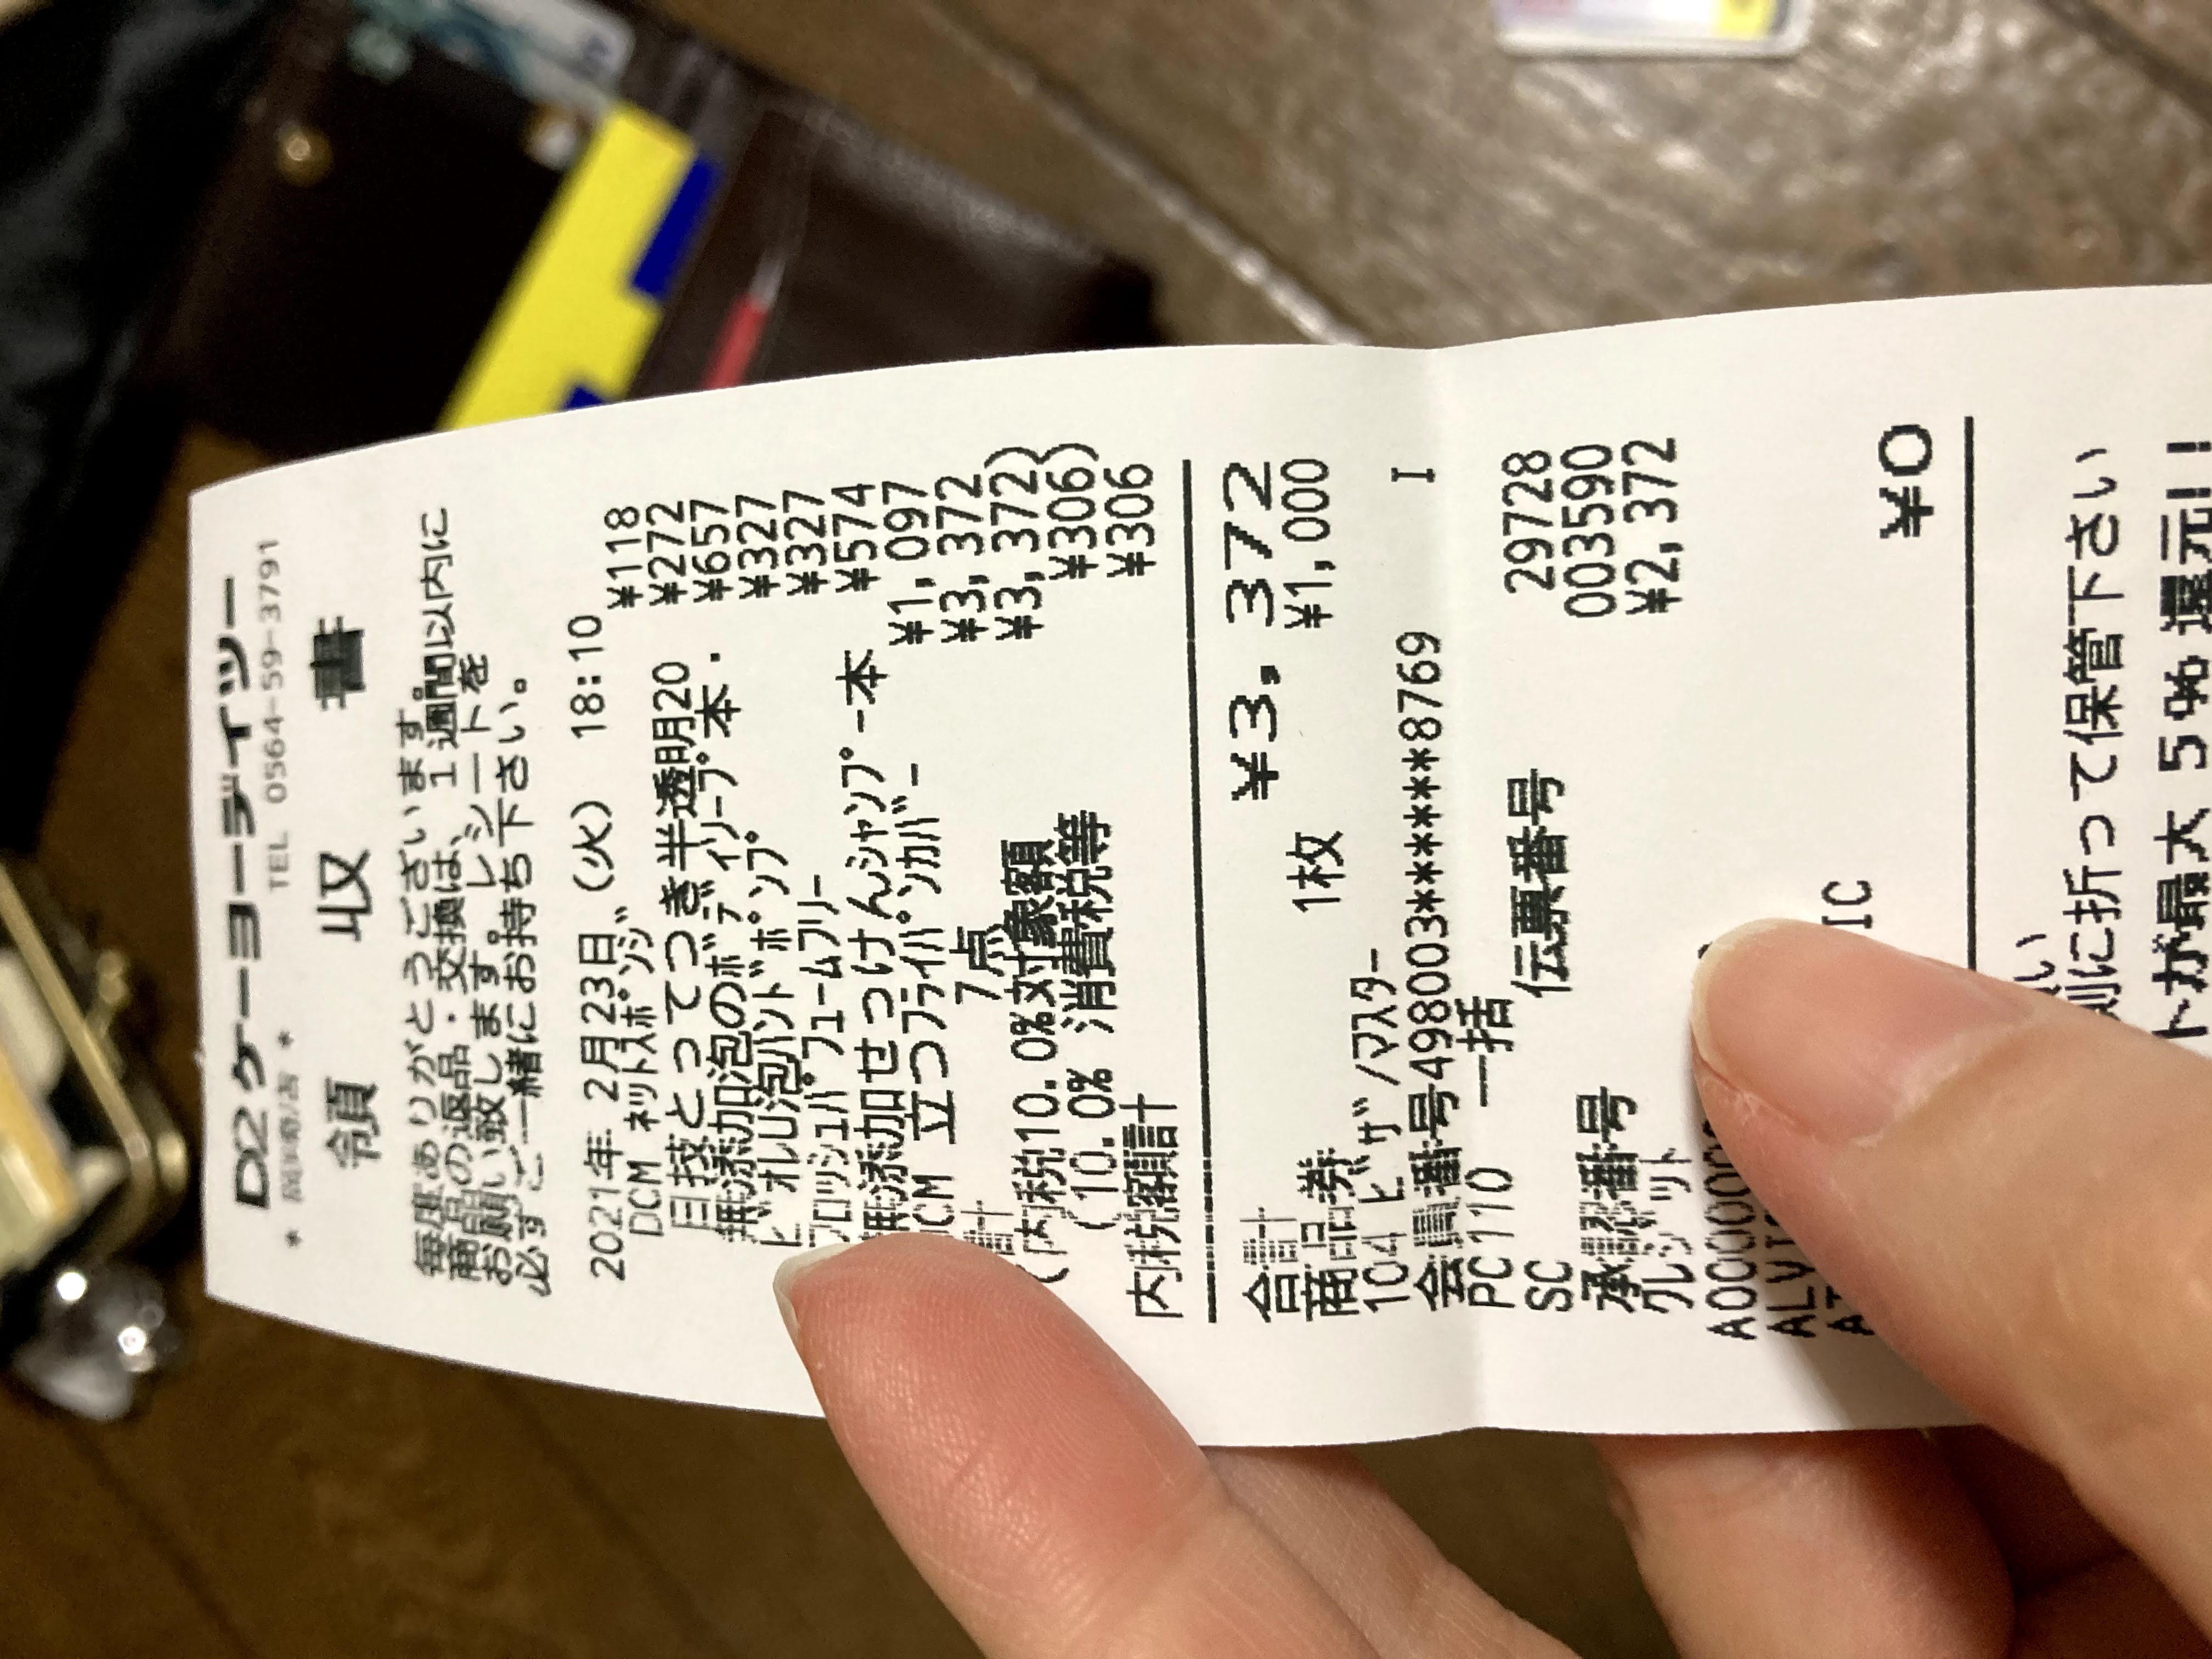 D2ケーヨーデイツー
* 岡崎店 * TEL 0564-59-3791
領 収 書
毎度ありがとうございます。
商品の返品・交換は、1週間以内に
お願い致します。レシートを
必ずご一緒にお持ち下さい。
2021年 2月23日 (火) 18:10
DCM ネットスポンジ ¥118
目技とってつき半透明20 ¥272
無添加泡のボディソープ本・ ¥657
ビオレU泡ハンドポンプ ¥327
フロッシュパフュームフリー ¥327
無添加せっけんシャンプー本 ¥574
CM 立つフライパンカバー ¥1,097
計 7点 ¥3,372
(内税10.0%対象額 ¥3,372)
(10.0% 消費税等 ¥306)
内税額計 ¥306
合計 ¥3,372
商品券 1枚 ¥1,000
104 ビザ/マスター
会員番号498003******8769 I
PC110 一括
SC 伝票番号 29728
承認番号 003590
クレジット ¥2,372
A000000
ALVI
IC
¥0
い
側に折って保管下さい
トが最大 5%還元!!